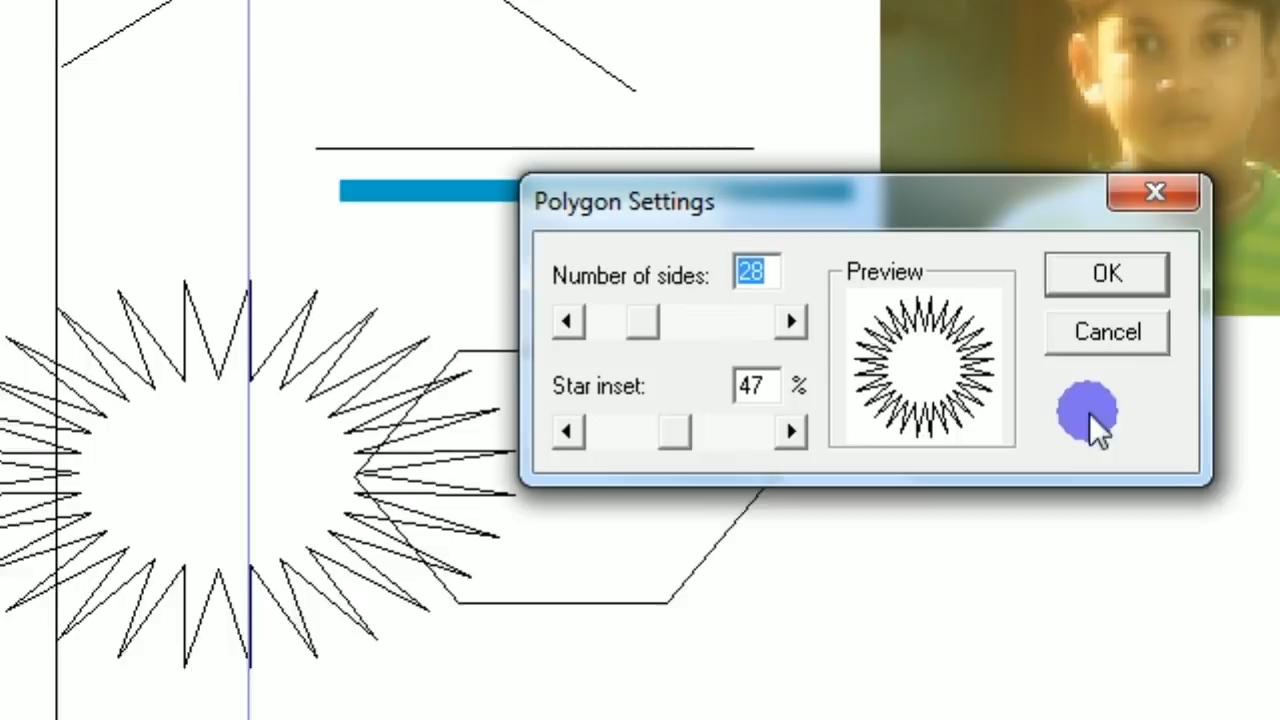 Polygon Settings
Number of sides: 28
Preview
OK
Cancel
Star inset: 47 %